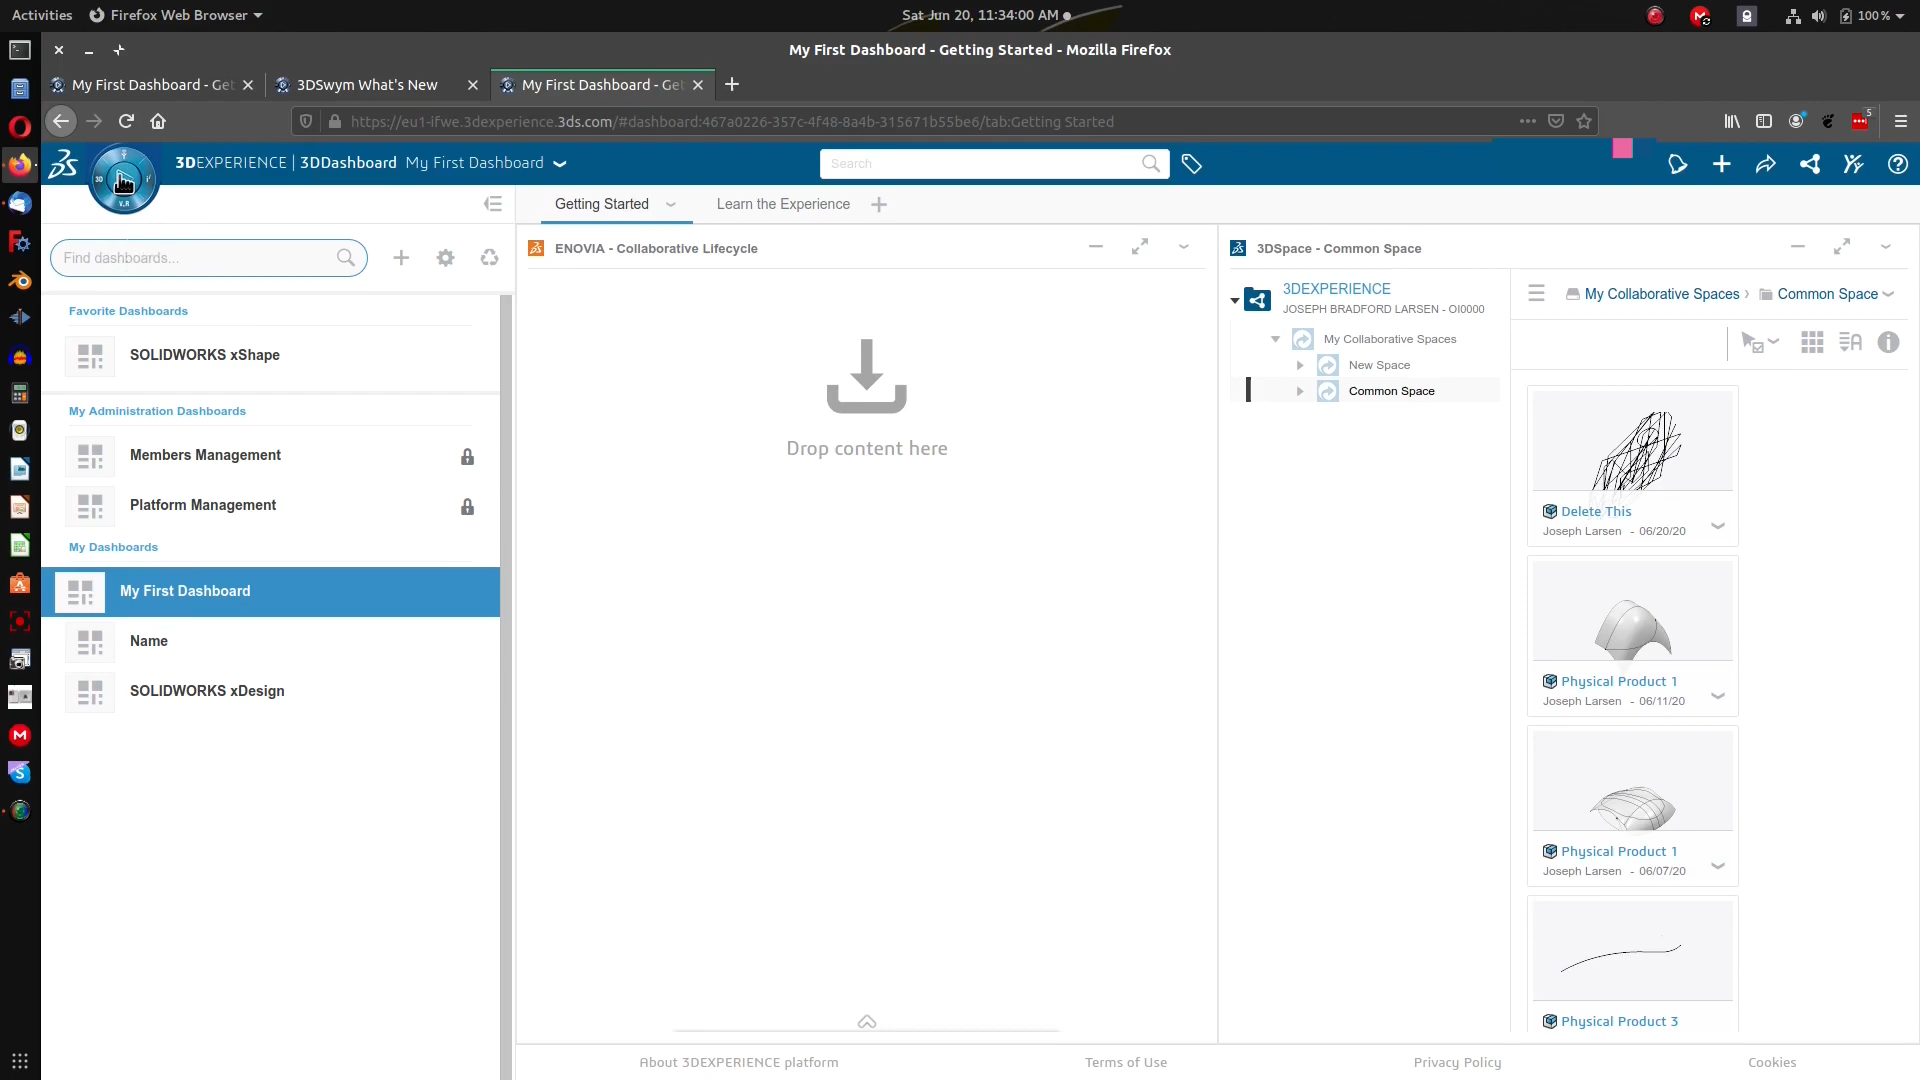 Activities
Firefox Web Browser
Sat Jun 20, 11:34:00 AM
100 %
My First Dashboard - Getting Started - Mozilla Firefox
My First Dashboard - Get
3DSwym What's New
My First Dashboard - Get
https://eu1-ifwe.3dexperience.3ds.com/#dashboard:467a0226-357c-4f48-8a4b-315671b55be6/tab:Getting Started
5
3D
V.R
3DEXPERIENCE | 3DDashboard My First Dashboard
Search
Getting Started
Learn the Experience
Find dashboards...
Favorite Dashboards
SOLIDWORKS xShape
My Administration Dashboards
Members Management
Platform Management
My Dashboards
My First Dashboard
Name
SOLIDWORKS xDesign
ENOVIA - Collaborative Lifecycle
Drop content here
3DSpace - Common Space
3DEXPERIENCE
JOSEPH BRADFORD LARSEN - OI0000
My Collaborative Spaces
New Space
Common Space
My Collaborative Spaces
Common Space
Delete This
Joseph Larsen - 06/20/20
Physical Product 1
Joseph Larsen - 06/11/20
Physical Product 1
Joseph Larsen - 06/07/20
Physical Product 3
About 3DEXPERIENCE platform
Terms of Use
Privacy Policy
Cookies